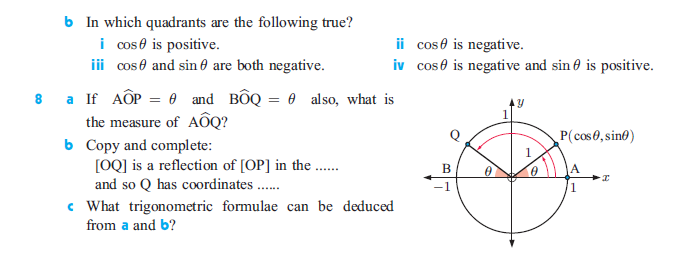 b In which quadrants are the following true?
i cos θ is positive.
ii cos θ is negative.
iii cos θ and sin θ are both negative.
iv cos θ is negative and sin θ is positive.
8 a If AÔP = θ and BÔQ = θ also, what is
the measure of AÔQ?
b Copy and complete:
[OQ] is a reflection of [OP] in the ......
and so Q has coordinates ......
c What trigonometric formulae can be deduced
from a and b?
y
1
Q
P(cos θ, sin θ)
1
B
θ
θ
A
x
−1
1